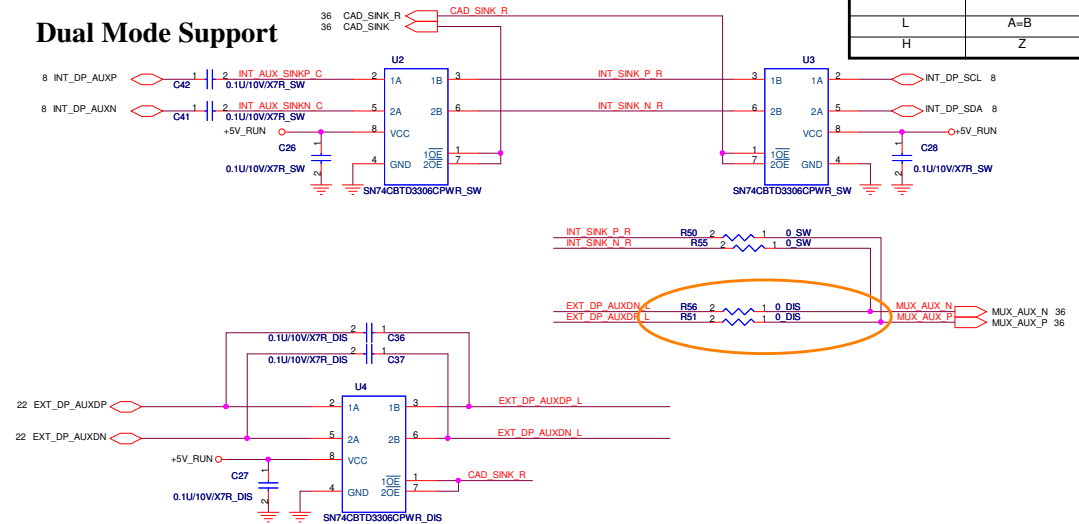 Dual Mode Support
36 CAD_SINK_R CAD_SINK_R
36 CAD_SINK
L A=B
H Z
U2 U3
8 INT_DP_AUXP 1 2 INT_AUX_SINKP_C 2 1A 1B 3 INT_SINK_P_R 3 1B 1A 2 INT_DP_SCL 8
C42 0.1U/10V/X7R_SW
8 INT_DP_AUXN 1 2 INT_AUX_SINKN_C 5 2A 2B 6 INT_SINK_N_R 6 2B 2A 5 INT_DP_SDA 8
C41 0.1U/10V/X7R_SW
+5V_RUN 8 VCC VCC 8 +5V_RUN
C26 1 1 C28
1OE 1 1 1OE
4 GND 2OE 7 7 2OE GND 4
0.1U/10V/X7R_SW 2 2 0.1U/10V/X7R_SW
SN74CBTD3306CPWR_SW SN74CBTD3306CPWR_SW
INT_SINK_P_R R50 2 1 0_SW
INT_SINK_N_R R55 2 1 0_SW
EXT_DP_AUXDN_L R56 2 1 0_DIS MUX_AUX_N MUX_AUX_N 36
EXT_DP_AUXDP_L R51 2 1 0_DIS MUX_AUX_P MUX_AUX_P 36
2 1
0.1U/10V/X7R_DIS C36
2 1
0.1U/10V/X7R_DIS C37
U4
22 EXT_DP_AUXDP 2 1A 1B 3 EXT_DP_AUXDP_L
22 EXT_DP_AUXDN 5 2A 2B 6 EXT_DP_AUXDN_L
+5V_RUN 8 VCC
C27 1 1OE 1 CAD_SINK_R
4 GND 2OE 7
0.1U/10V/X7R_DIS 2
SN74CBTD3306CPWR_DIS